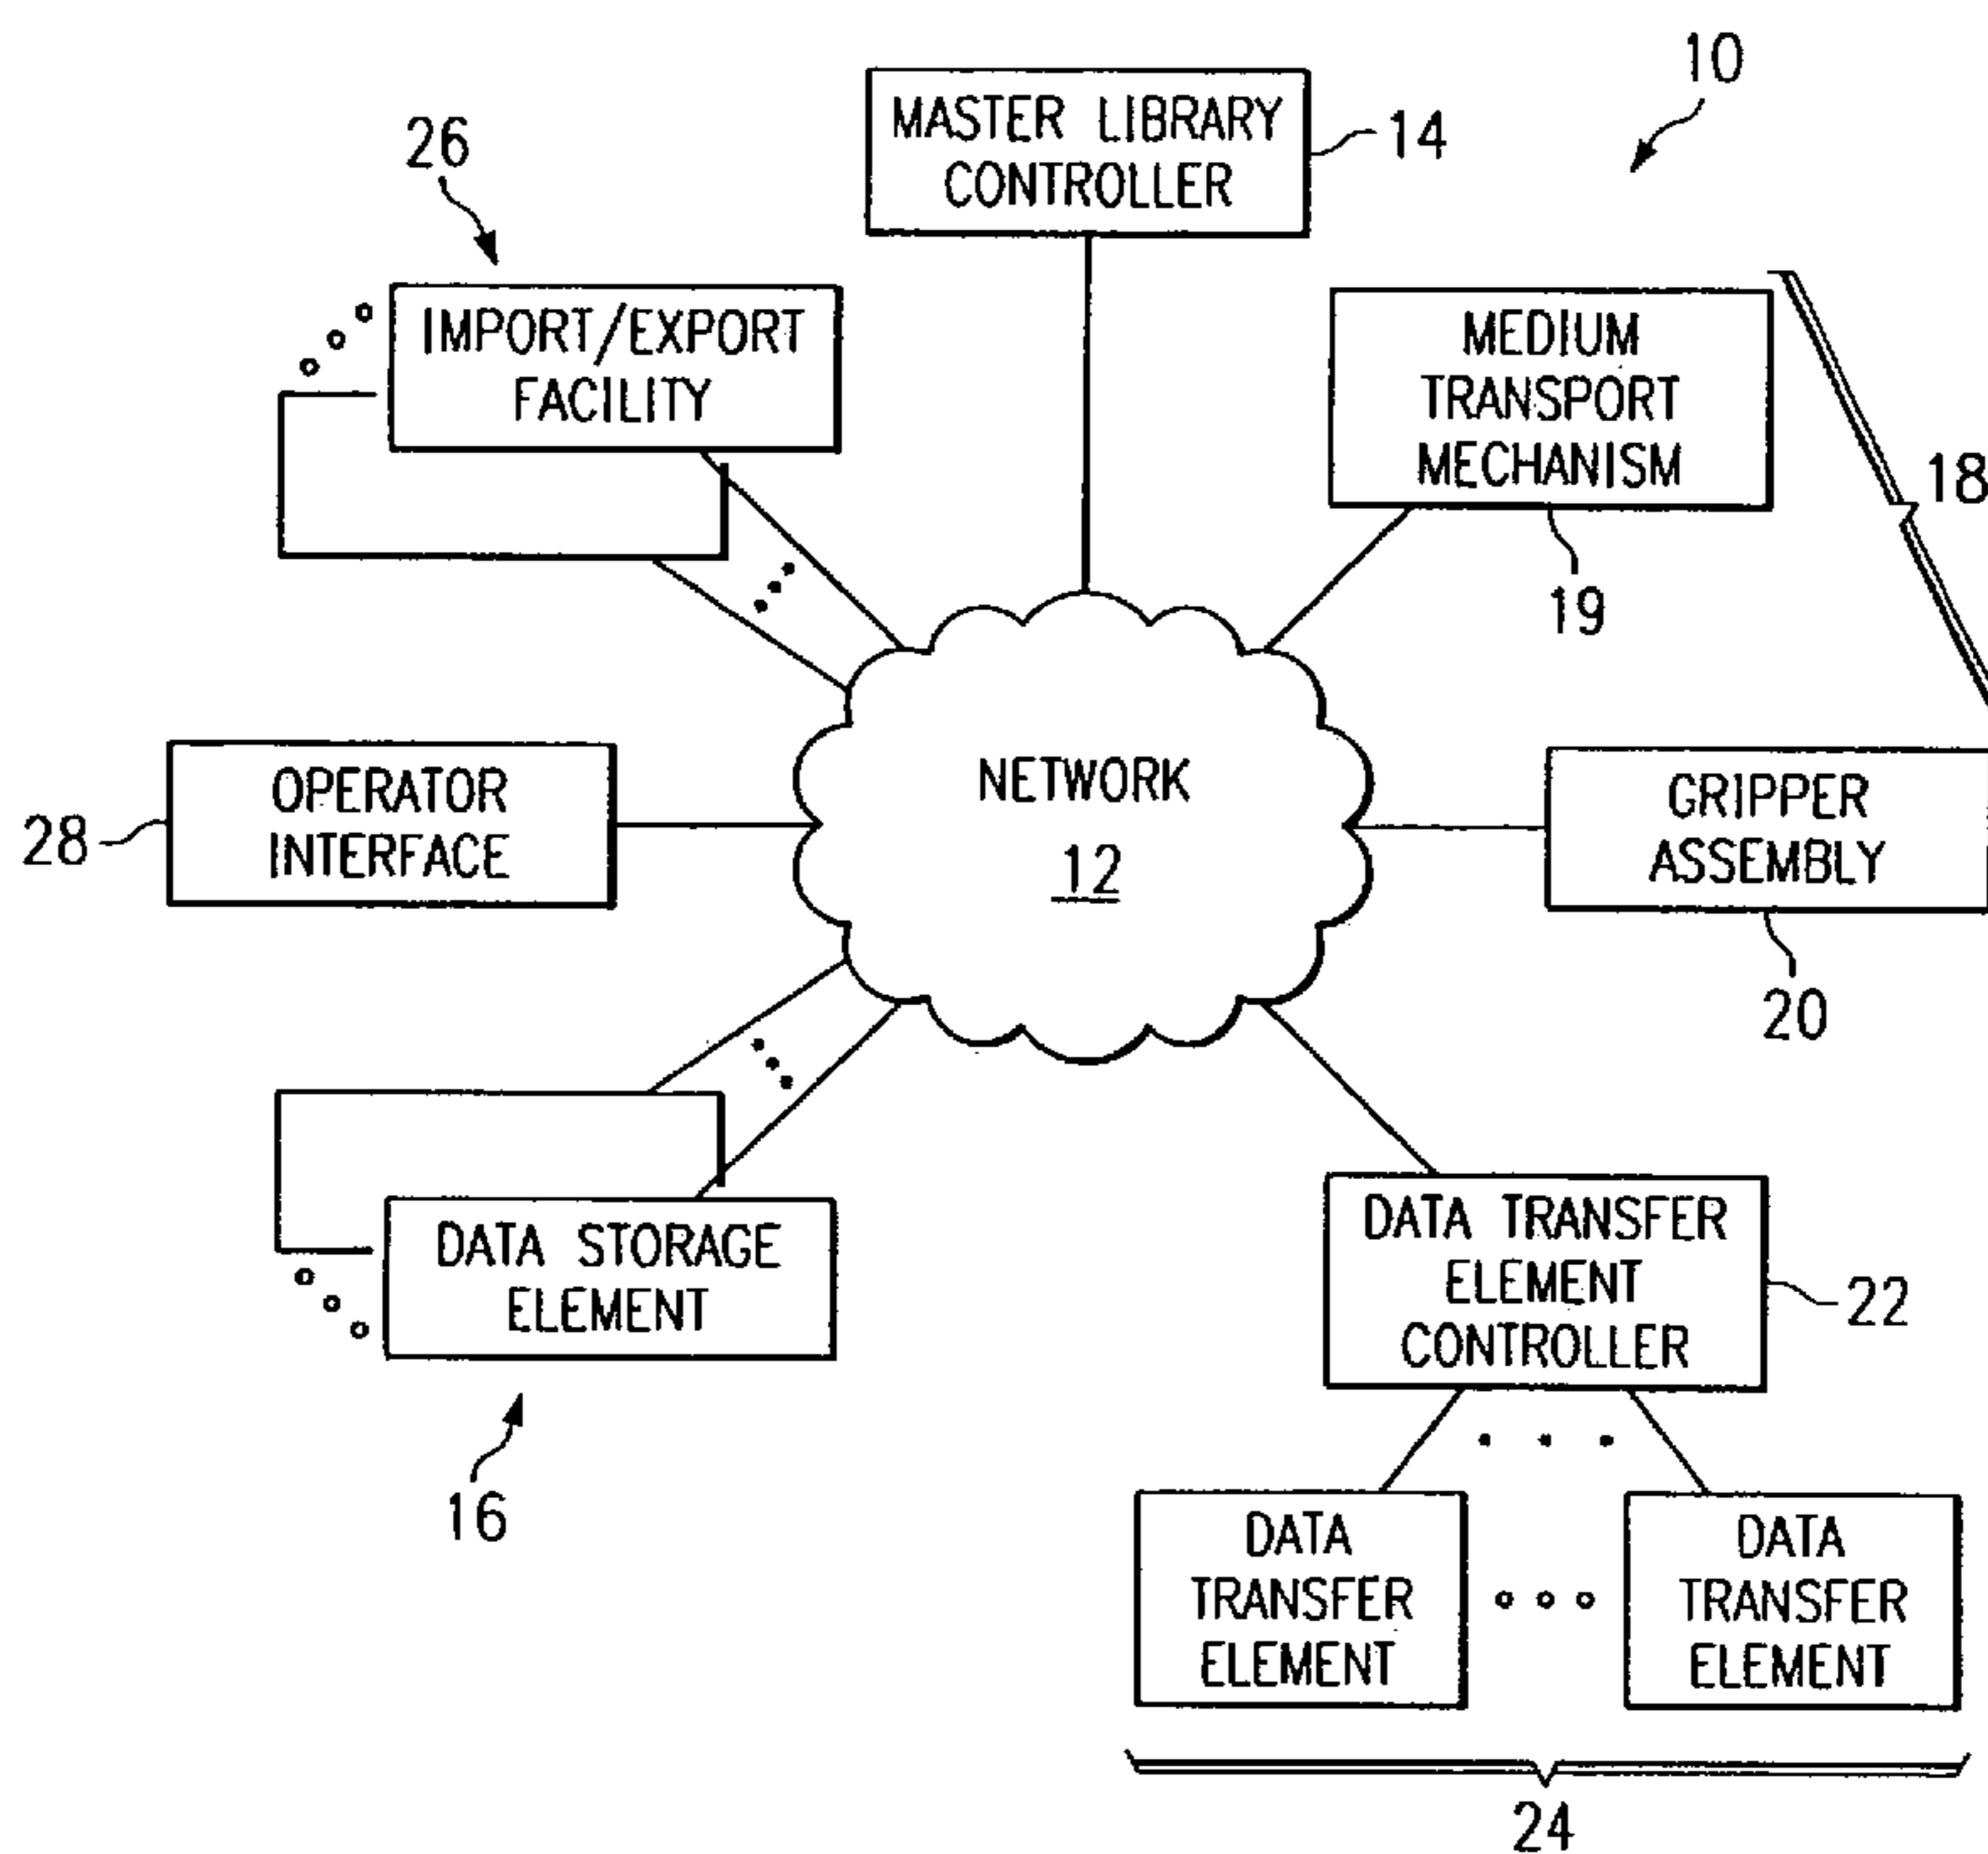 10
MASTER LIBRARY
CONTROLLER
14
26
IMPORT/EXPORT
FACILITY
MEDIUM
TRANSPORT
MECHANISM
18
19
OPERATOR
INTERFACE
28
NETWORK
12
GRIPPER
ASSEMBLY
20
DATA STORAGE
ELEMENT
16
DATA TRANSFER
ELEMENT
CONTROLLER
22
DATA
TRANSFER
ELEMENT
DATA
TRANSFER
ELEMENT
24